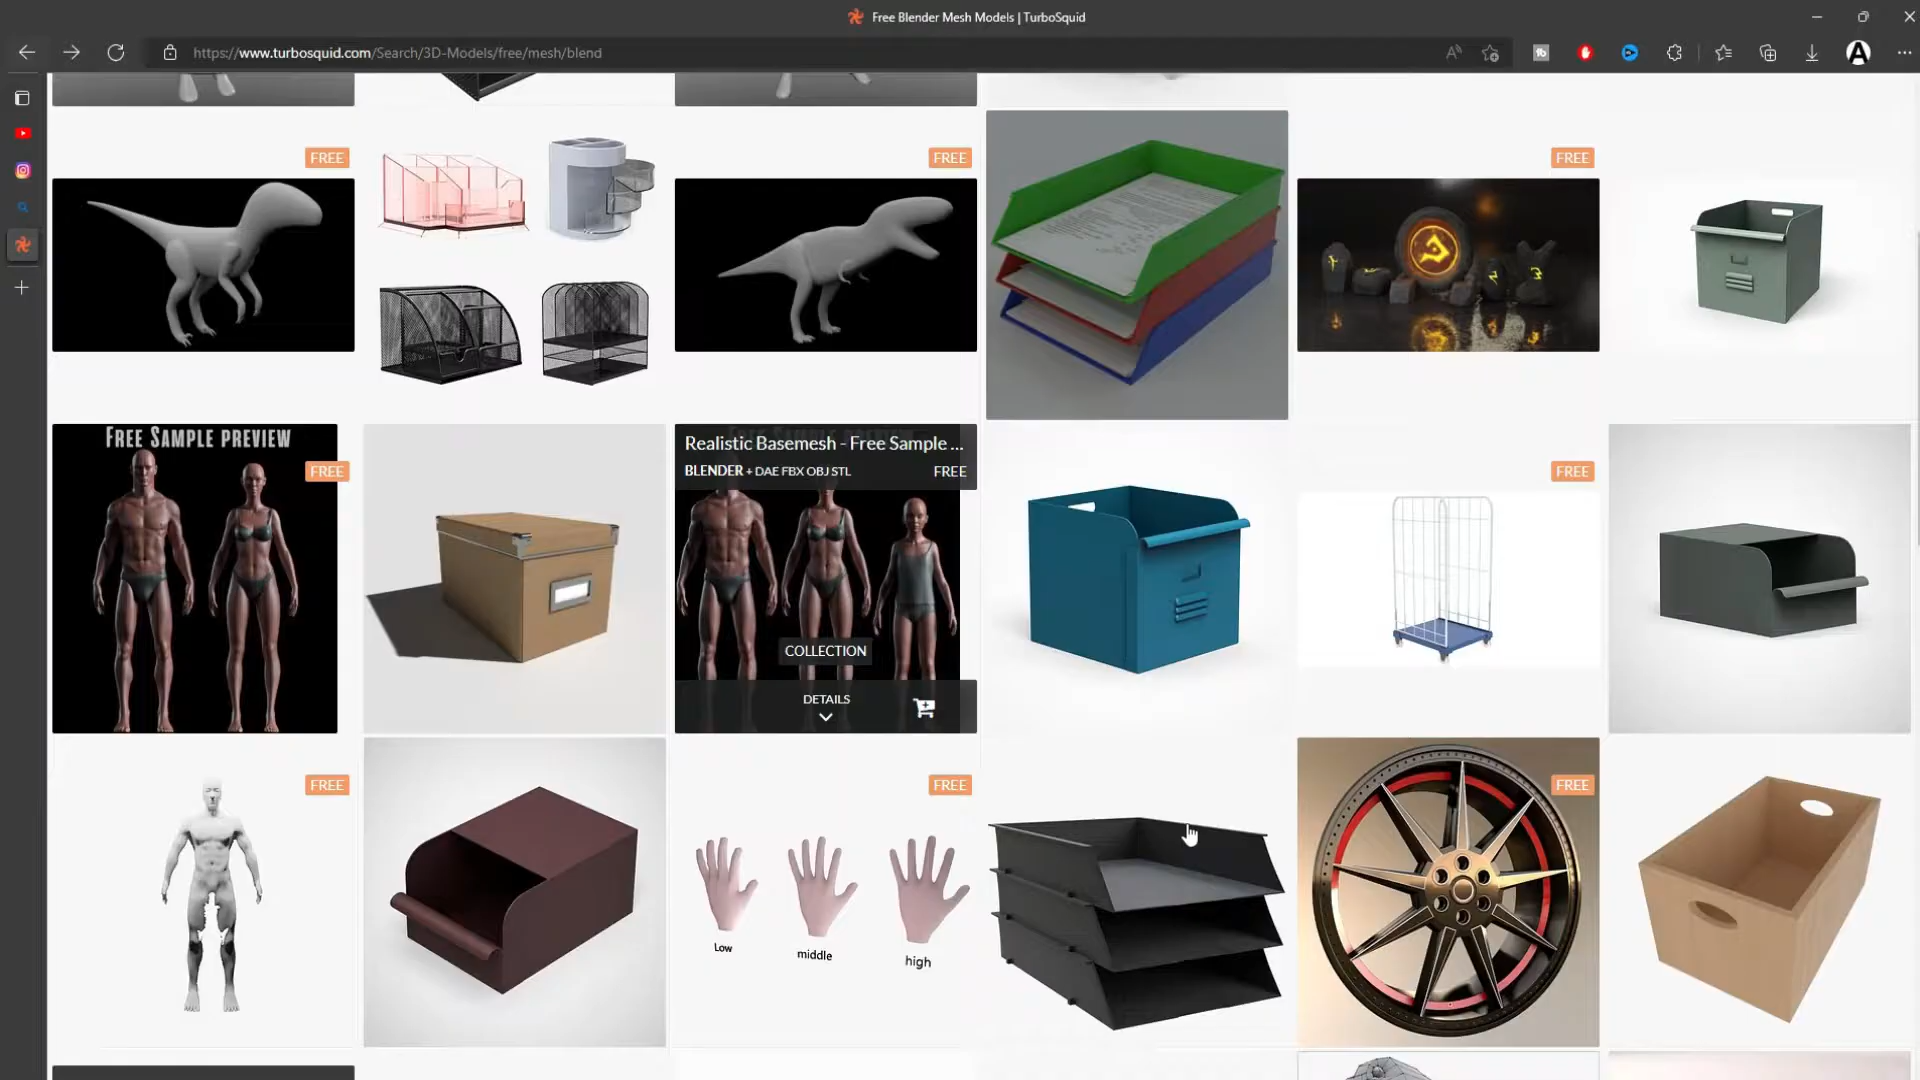 Free Blender Mesh Models | TurboSquid
https://www.turbosquid.com/Search/3D-Models/free/mesh/blend
FREE
FREE
FREE
FREE SAMPLE PREVIEW
FREE
Realistic Basemesh - Free Sample ...
BLENDER + DAE FBX OBJ STL
FREE
COLLECTION
DETAILS
FREE
FREE
FREE
Low
middle
high
FREE